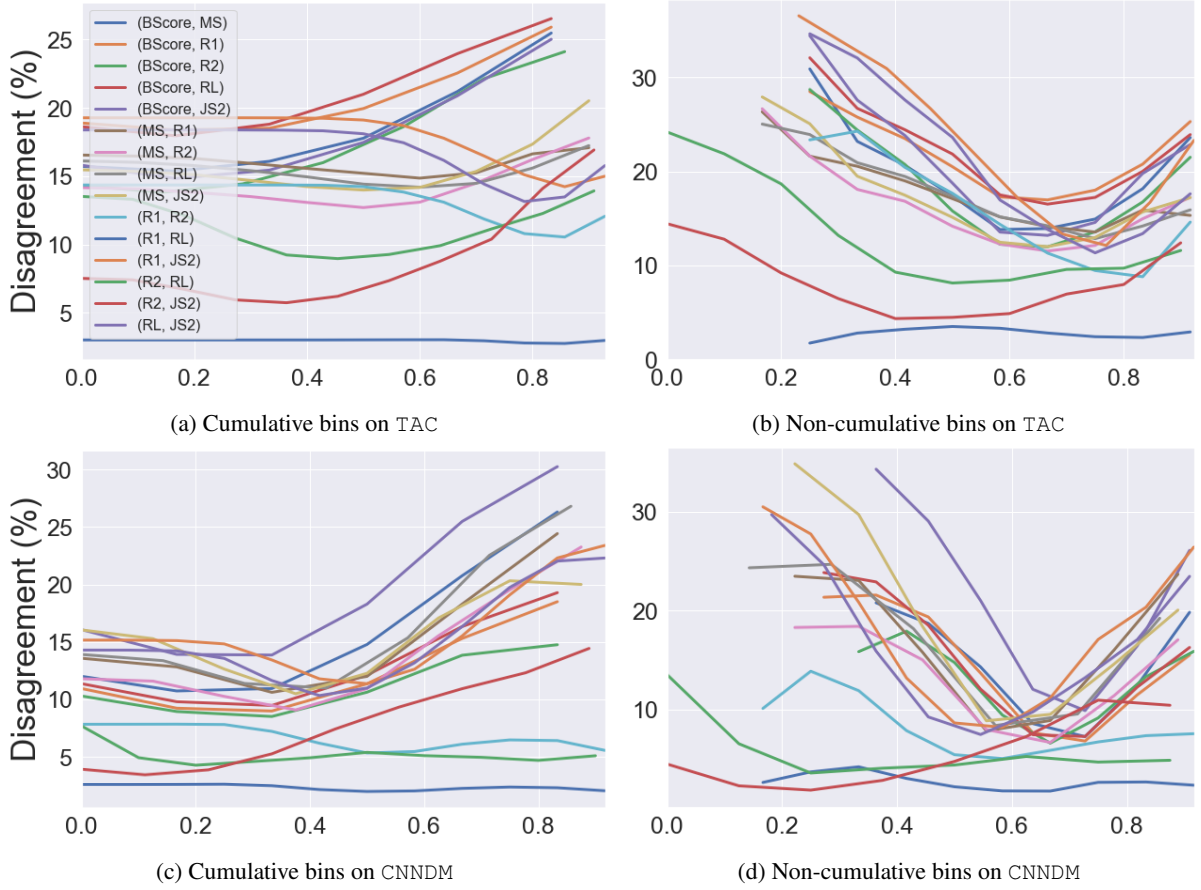 Disagreement (%)
25
20
15
10
5
0.0 0.2 0.4 0.6 0.8
(BScore, MS)
(BScore, R1)
(BScore, R2)
(BScore, RL)
(BScore, JS2)
(MS, R1)
(MS, R2)
(MS, RL)
(MS, JS2)
(R1, R2)
(R1, RL)
(R1, JS2)
(R2, RL)
(R2, JS2)
(RL, JS2)
(a) Cumulative bins on TAC
Disagreement (%)
30
20
10
0
0.0 0.2 0.4 0.6 0.8
(b) Non-cumulative bins on TAC
Disagreement (%)
30
25
20
15
10
5
0.0 0.2 0.4 0.6 0.8
(c) Cumulative bins on CNNDM
Disagreement (%)
30
20
10
0.0 0.2 0.4 0.6 0.8
(d) Non-cumulative bins on CNNDM